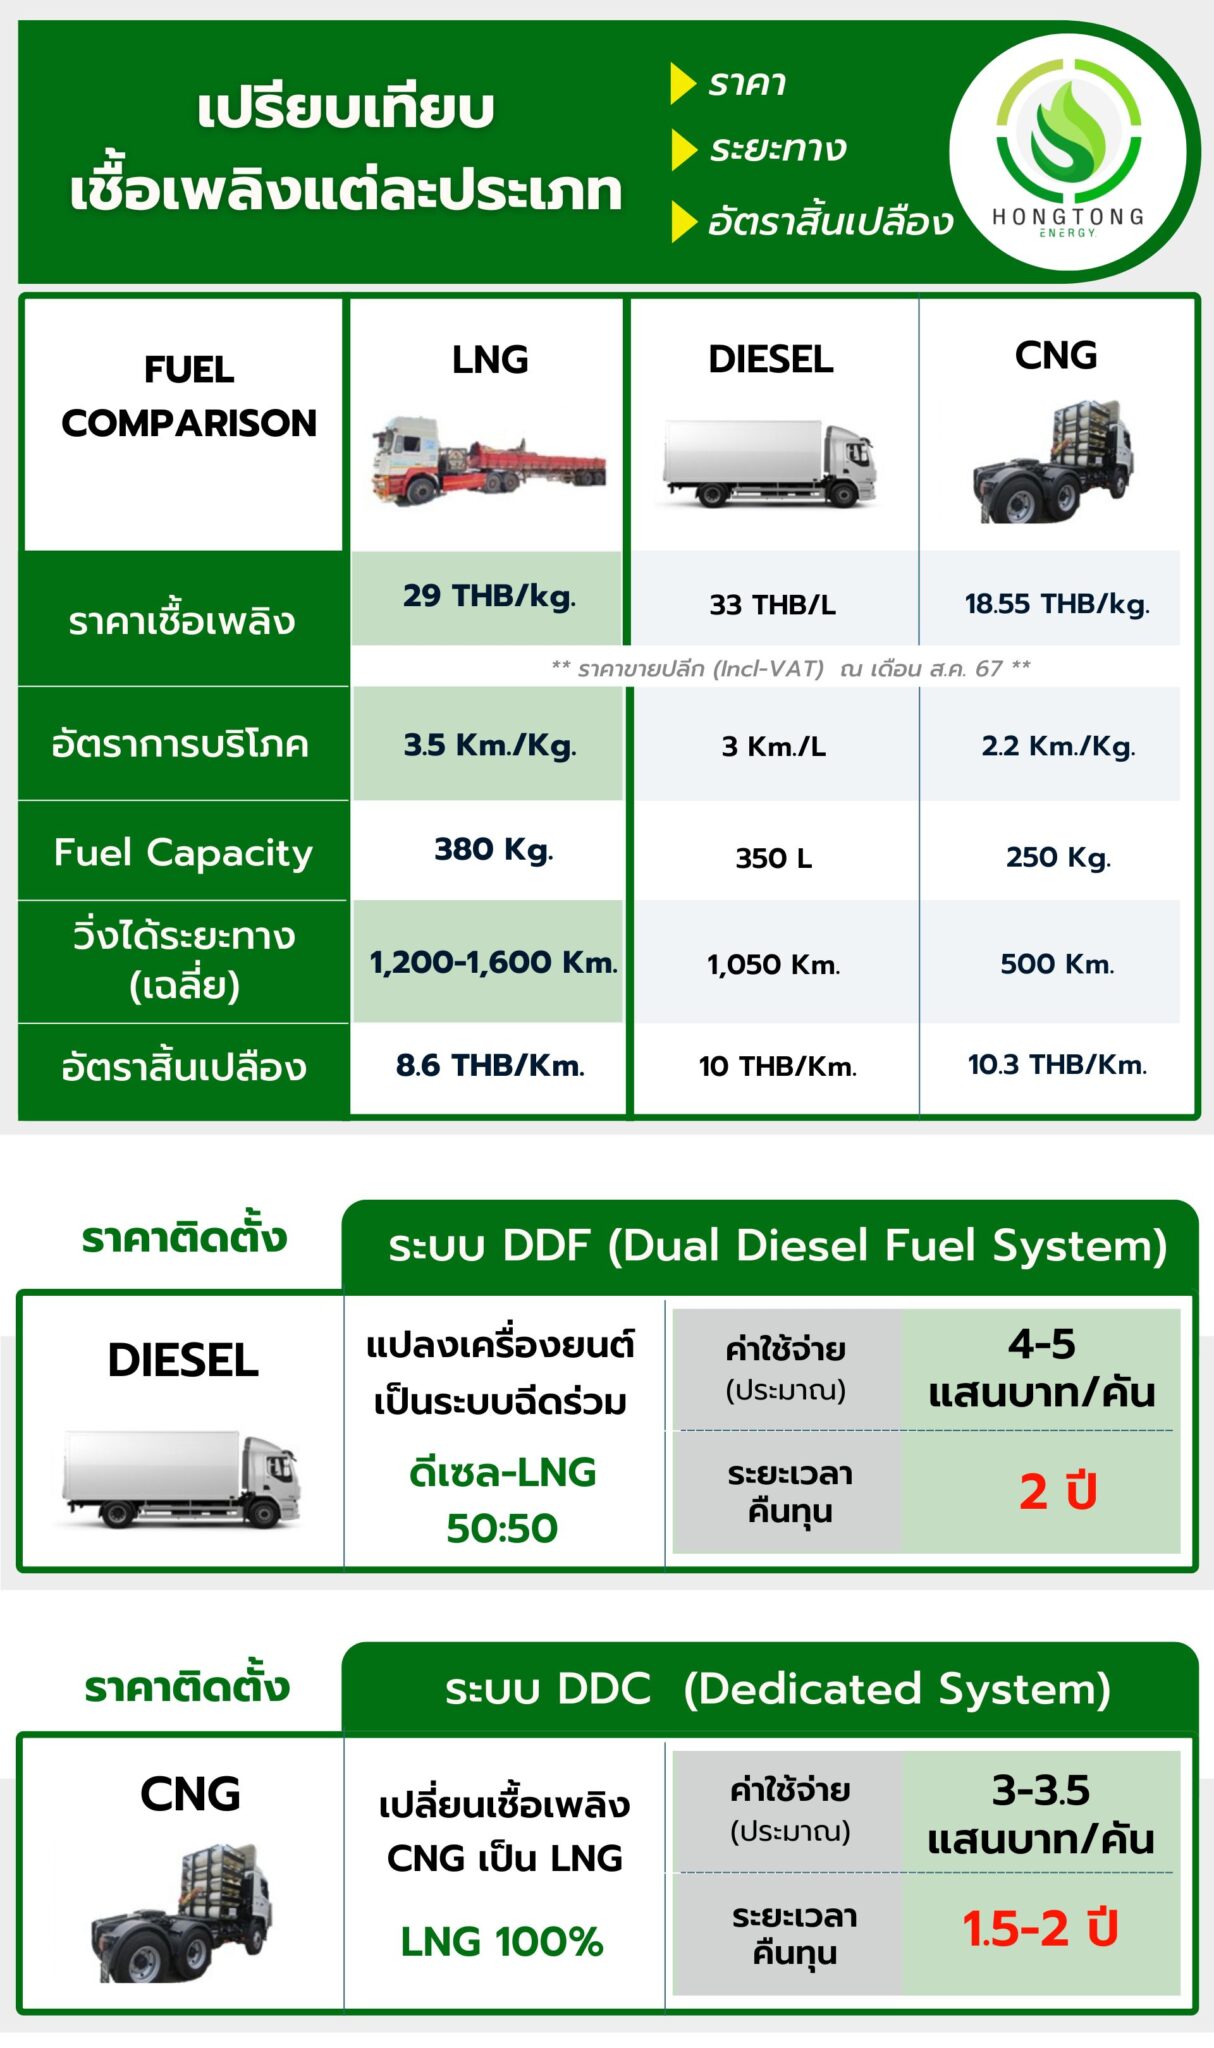 เปรียบเทียบ
เชื้อเพลิงแต่ละประเภท
ราคา
ระยะทาง
อัตราสิ้นเปลือง
HONGTONG
ENERGY
FUEL
COMPARISON
LNG
DIESEL
CNG
ราคาเชื้อเพลิง
29 THB/kg.
33 THB/L
18.55 THB/kg.
** ราคาขายปลีก (Incl-VAT) ณ เดือน ส.ค. 67 **
อัตราการบริโภค
3.5 Km./Kg.
3 Km./L
2.2 Km./Kg.
Fuel Capacity
380 Kg.
350 L
250 Kg.
วิ่งได้ระยะทาง
(เฉลี่ย)
1,200-1,600 Km.
1,050 Km.
500 Km.
อัตราสิ้นเปลือง
8.6 THB/Km.
10 THB/Km.
10.3 THB/Km.
ราคาติดตั้ง
ระบบ DDF (Dual Diesel Fuel System)
DIESEL
แปลงเครื่องยนต์
เป็นระบบฉีดร่วม
ดีเซล-LNG
50:50
ค่าใช้จ่าย
(ประมาณ)
4-5
แสนบาท/คัน
ระยะเวลา
คืนทุน
2 ปี
ราคาติดตั้ง
ระบบ DDC (Dedicated System)
CNG
เปลี่ยนเชื้อเพลิง
CNG เป็น LNG
LNG 100%
ค่าใช้จ่าย
(ประมาณ)
3-3.5
แสนบาท/คัน
ระยะเวลา
คืนทุน
1.5-2 ปี